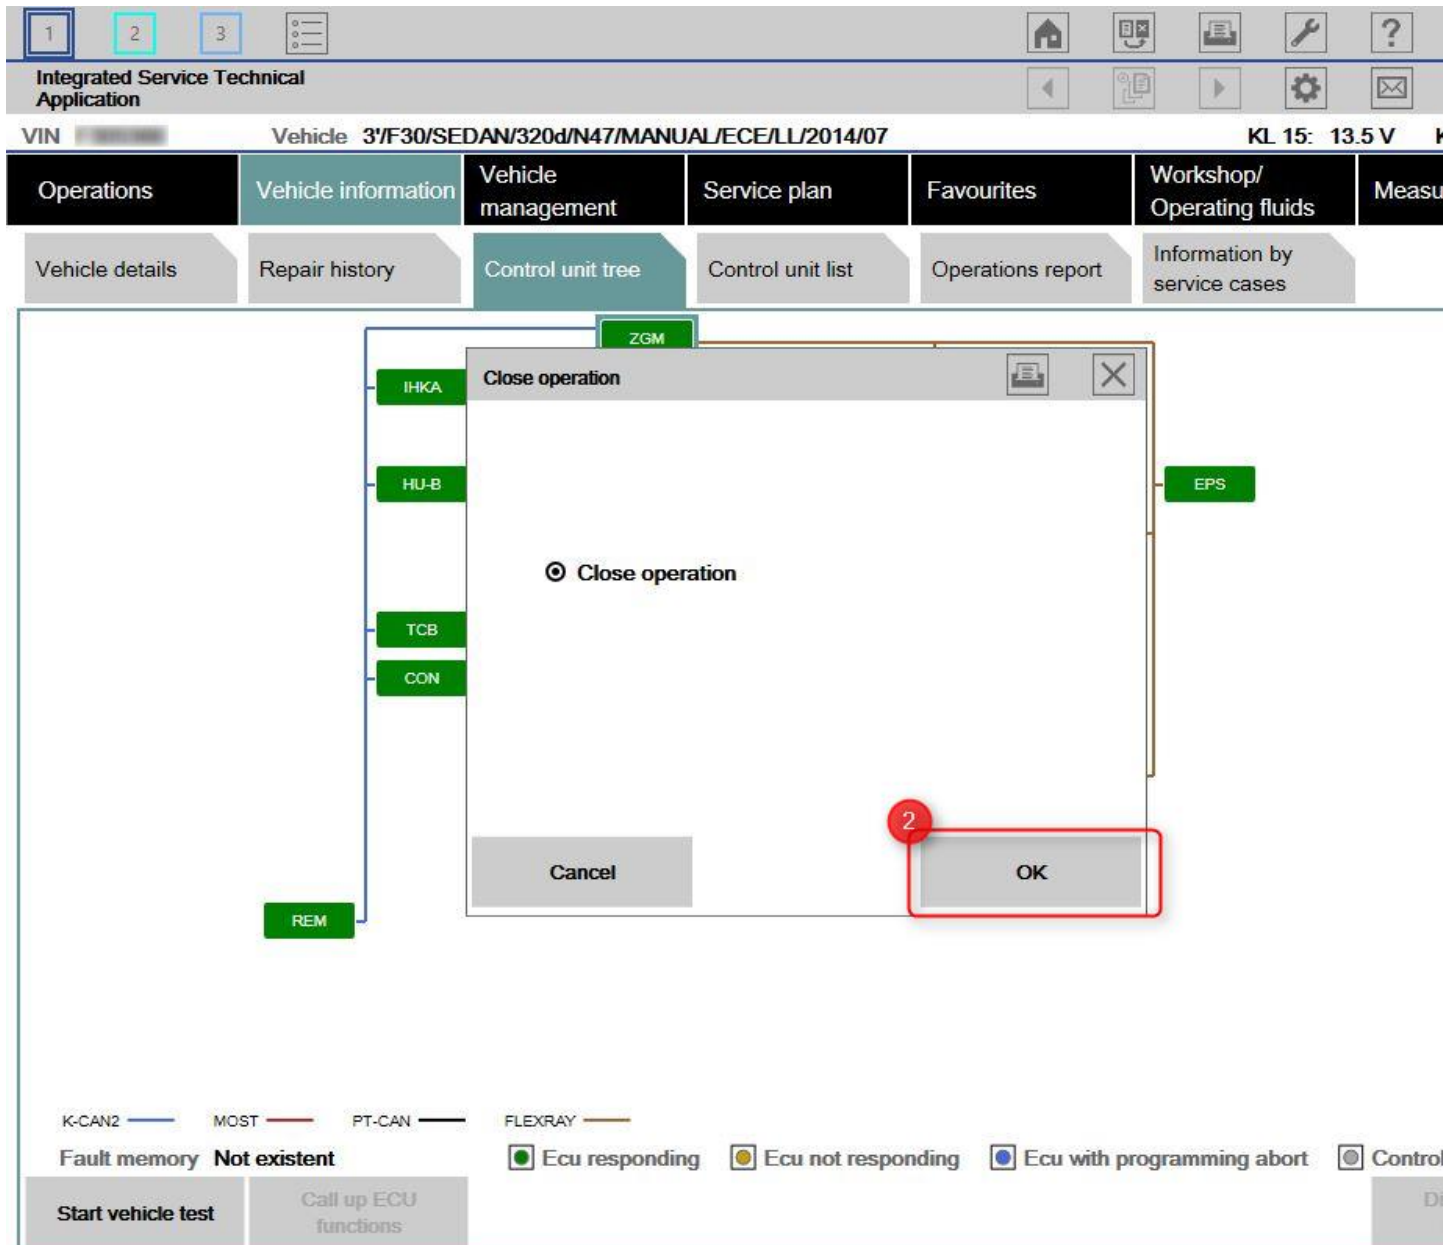 1 2 3
?
Integrated Service Technical
Application
VIN Vehicle 3'/F30/SEDAN/320d/N47/MANUAL/ECE/LL/2014/07 KL 15: 13.5 V
Operations Vehicle information Vehicle management Service plan Favourites Workshop/ Operating fluids Measu
Vehicle details Repair history Control unit tree Control unit list Operations report Information by service cases
ZGM
IHKA
Close operation
HU-B
EPS
Close operation
TCB
CON
2
Cancel OK
REM
K-CAN2 MOST PT-CAN FLEXRAY
Fault memory Not existent Ecu responding Ecu not responding Ecu with programming abort Control
Start vehicle test Call up ECU functions Di